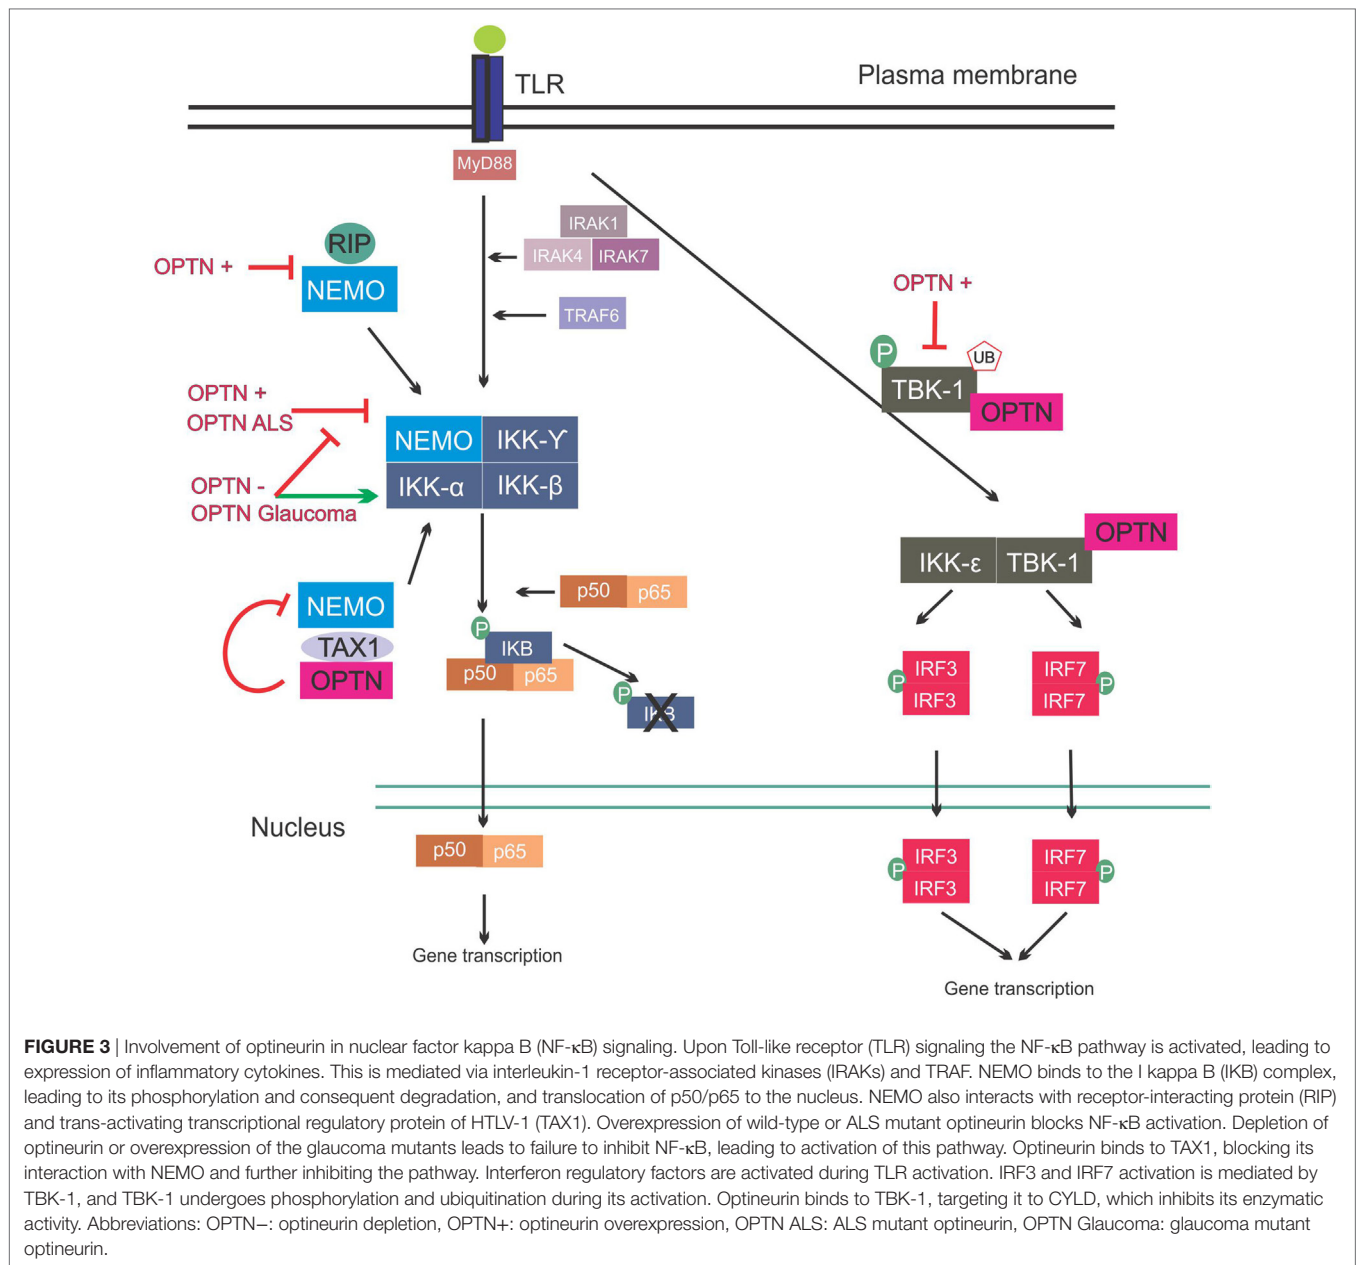 TLR
Plasma membrane
MyD88
IRAK1
IRAK4 IRAK7
TRAF6
RIP
NEMO
OPTN +
OPTN +
P
UB
TBK-1
OPTN
OPTN +
OPTN ALS
NEMO IKK-ϒ
IKK-α IKK-β
OPTN -
OPTN Glaucoma
OPTN
IKK-ε TBK-1
NEMO
TAX1
OPTN
p50 p65
P
IKB
p50 p65
P
IKB
IRF3
P
IRF3
IRF7
P
IRF7
Nucleus
p50 p65
IRF3
P
IRF3
IRF7
P
IRF7
Gene transcription
Gene transcription
FIGURE 3 | Involvement of optineurin in nuclear factor kappa B (NF-κB) signaling. Upon Toll-like receptor (TLR) signaling the NF-κB pathway is activated, leading to
expression of inflammatory cytokines. This is mediated via interleukin-1 receptor-associated kinases (IRAKs) and TRAF. NEMO binds to the I kappa B (IKB) complex,
leading to its phosphorylation and consequent degradation, and translocation of p50/p65 to the nucleus. NEMO also interacts with receptor-interacting protein (RIP)
and trans-activating transcriptional regulatory protein of HTLV-1 (TAX1). Overexpression of wild-type or ALS mutant optineurin blocks NF-κB activation. Depletion of
optineurin or overexpression of the glaucoma mutants leads to failure to inhibit NF-κB, leading to activation of this pathway. Optineurin binds to TAX1, blocking its
interaction with NEMO and further inhibiting the pathway. Interferon regulatory factors are activated during TLR activation. IRF3 and IRF7 activation is mediated by
TBK-1, and TBK-1 undergoes phosphorylation and ubiquitination during its activation. Optineurin binds to TBK-1, targeting it to CYLD, which inhibits its enzymatic
activity. Abbreviations: OPTN−: optineurin depletion, OPTN+: optineurin overexpression, OPTN ALS: ALS mutant optineurin, OPTN Glaucoma: glaucoma mutant
optineurin.